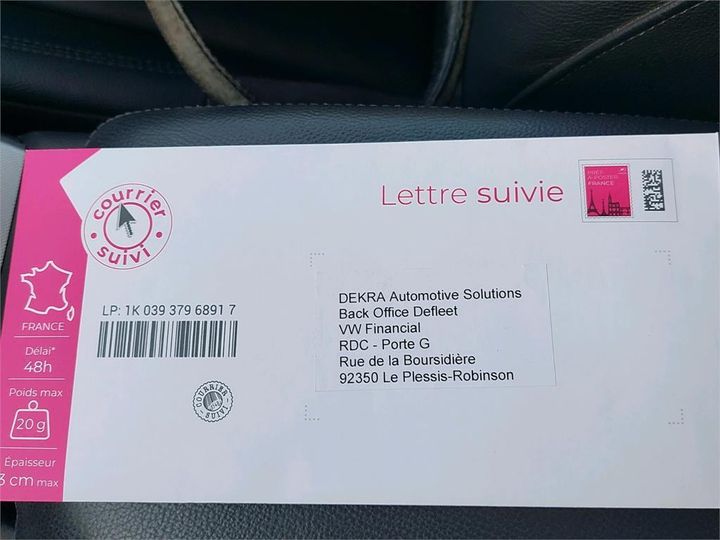 courrier
suivi
Lettre suivie
PRÊT
À POSTER
FRANCE
LP: 1K 039 379 6891 7
DEKRA Automotive Solutions
Back Office Defleet
VW Financial
RDC - Porte G
Rue de la Boursidière
92350 Le Plessis-Robinson
FRANCE
Délai*
48h
Poids max
20 g
Épaisseur
3 cm max
COURRIER
SUIVI